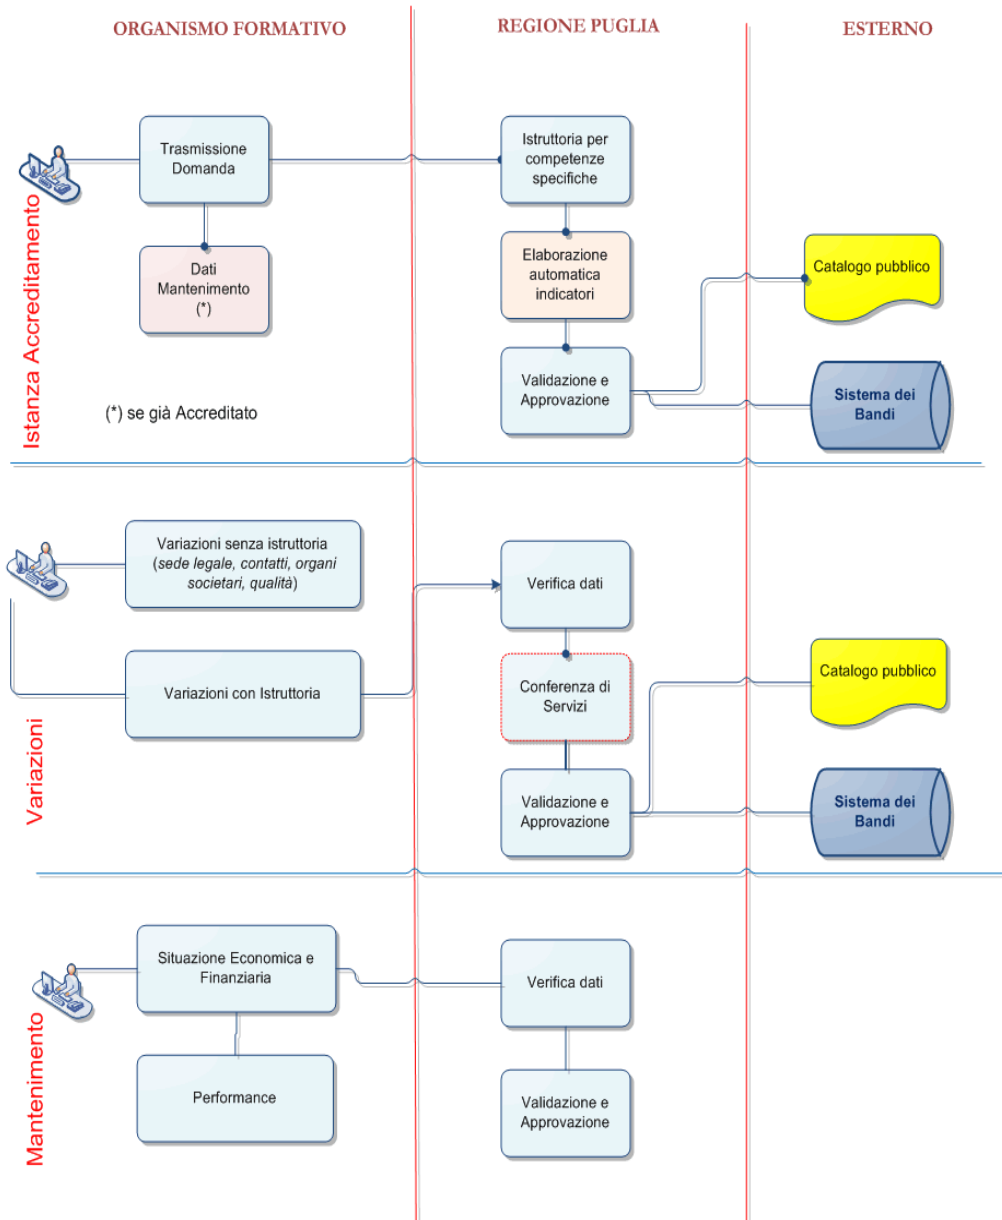 ORGANISMO FORMATIVO
REGIONE PUGLIA
ESTERNO
Istanza Accreditamento
Trasmissione
Domanda
Dati
Mantenimento
(*)
(*) se già Accreditato
Istruttoria per
competenze
specifiche
Elaborazione
automatica
indicatori
Validazione e
Approvazione
Catalogo pubblico
Sistema dei
Bandi
Variazioni
Variazioni senza istruttoria
(sede legale, contatti, organi
societari, qualità)
Variazioni con Istruttoria
Verifica dati
Conferenza di
Servizi
Validazione e
Approvazione
Catalogo pubblico
Sistema dei
Bandi
Mantenimento
Situazione Economica e
Finanziaria
Performance
Verifica dati
Validazione e
Approvazione